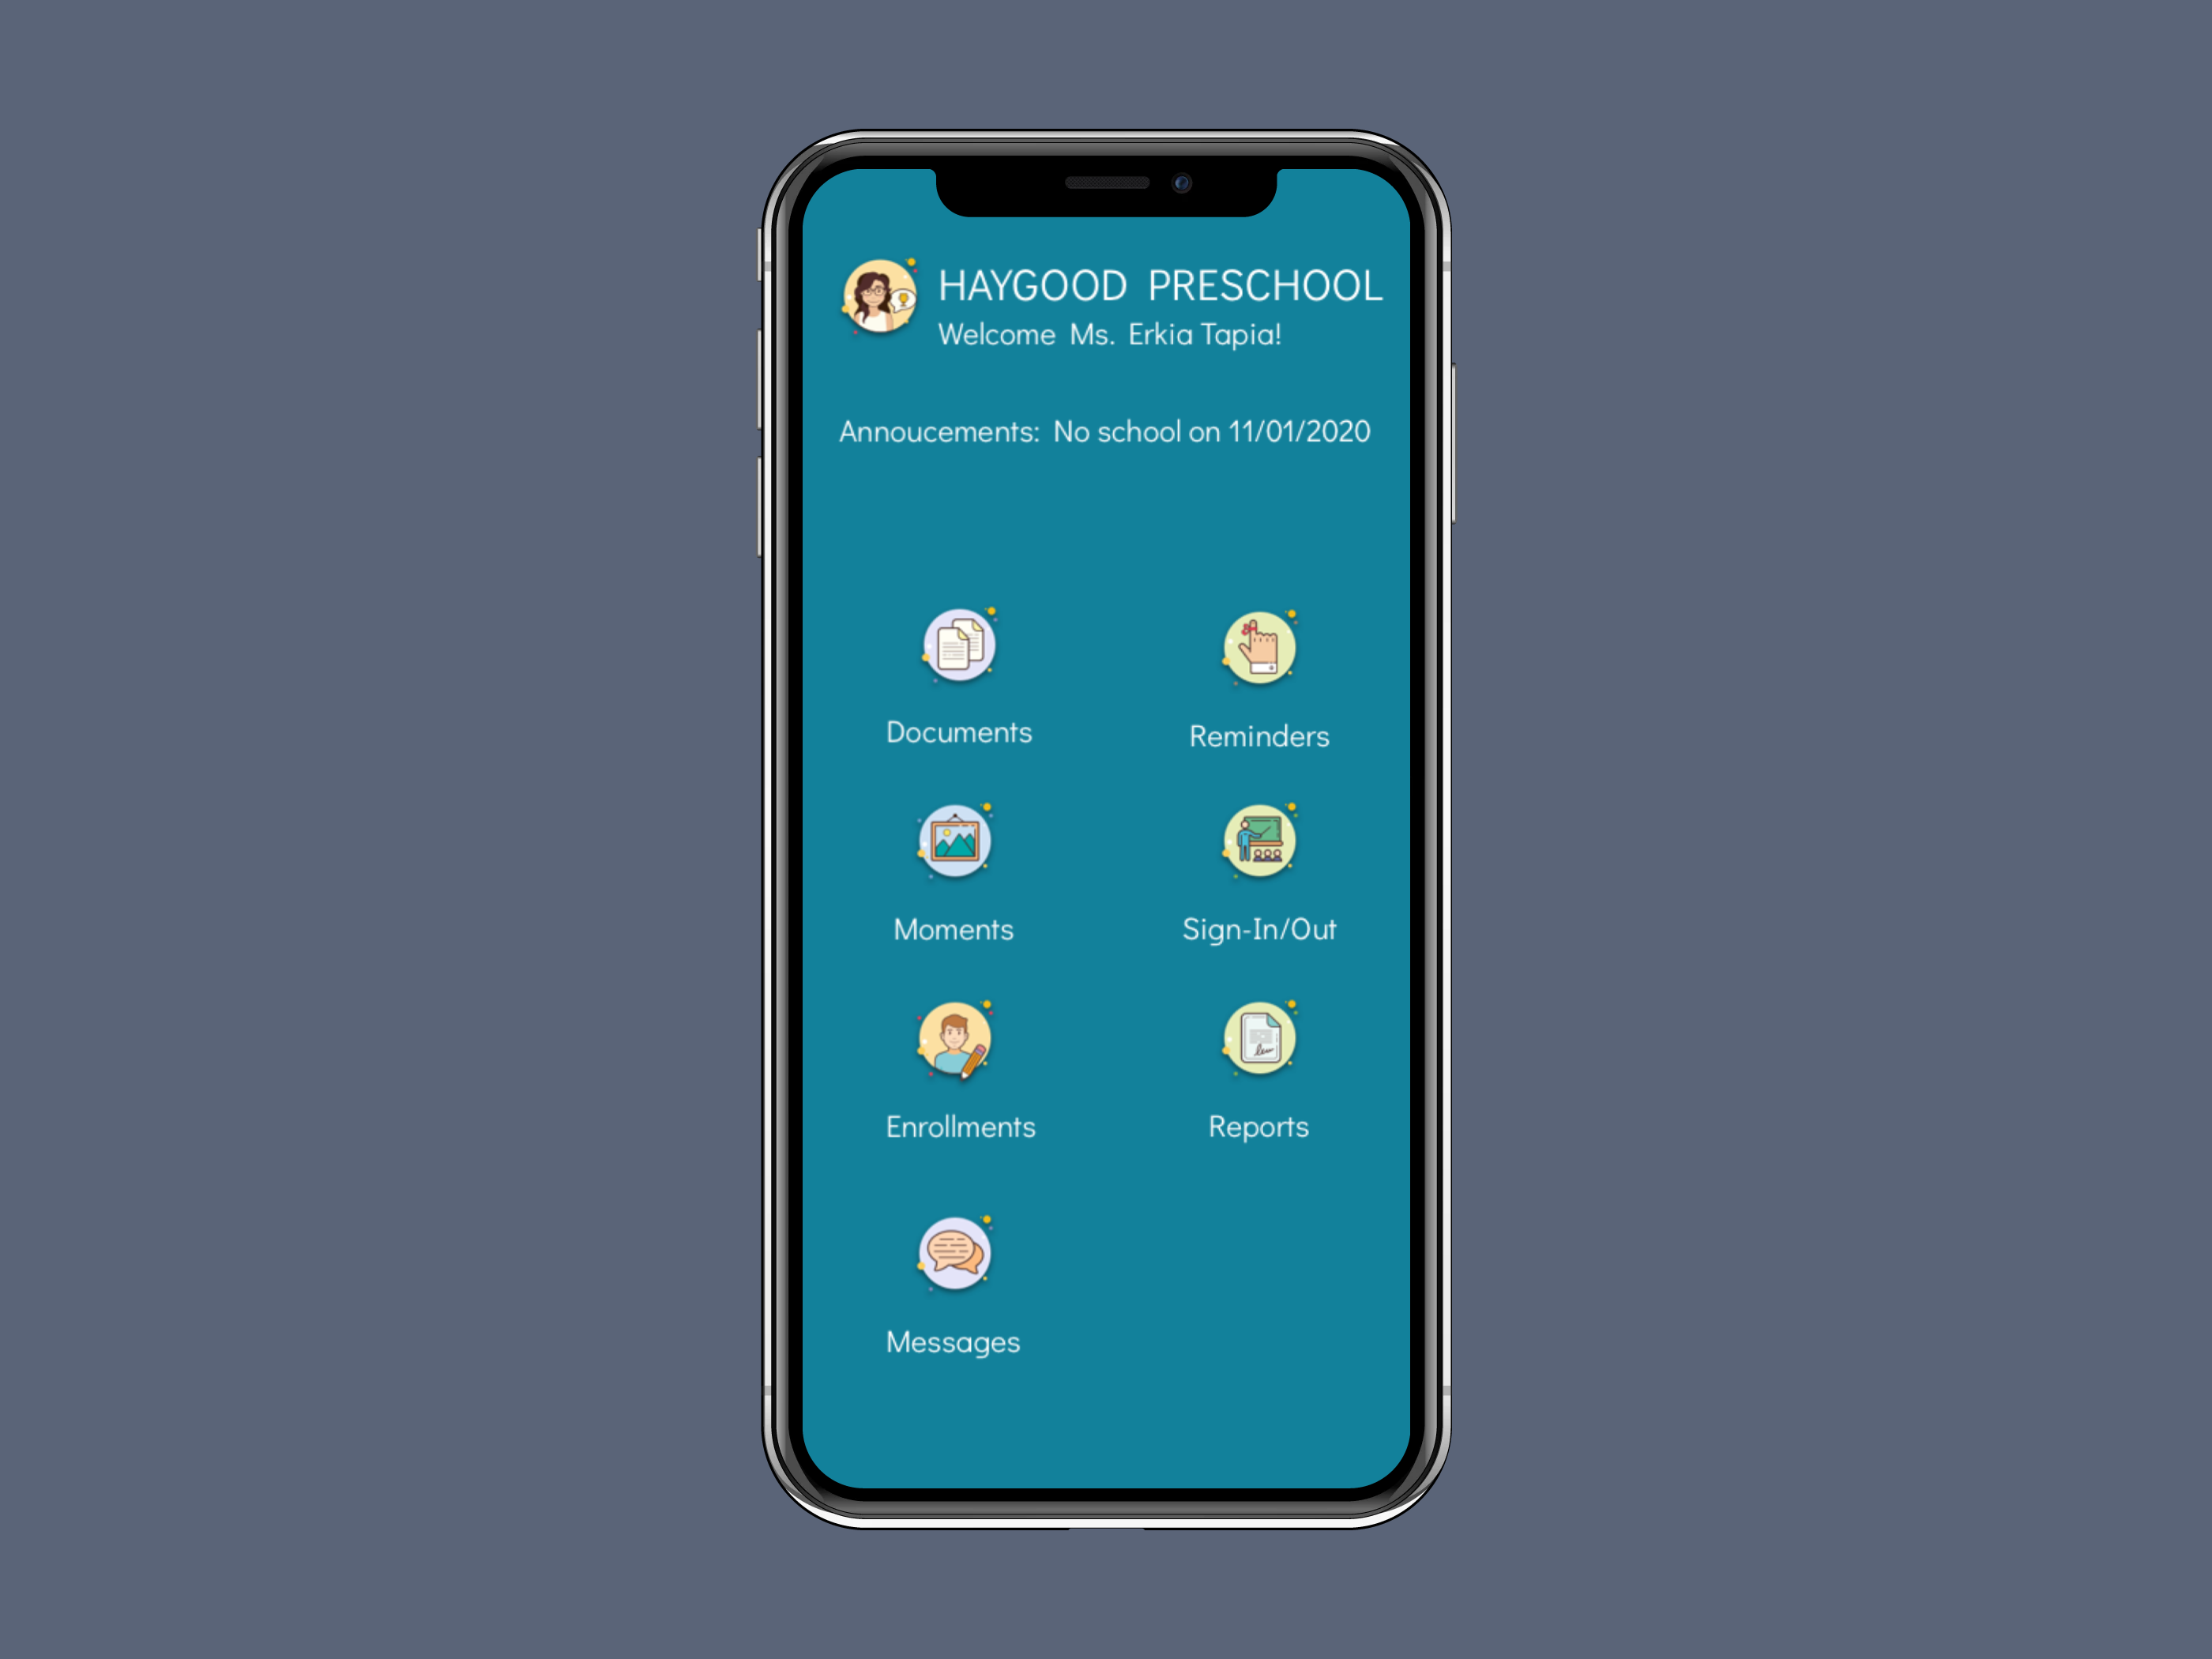 HAYGOOD PRESCHOOL
Welcome Ms. Erkia Tapia!
Annoucements: No school on 11/01/2020
Documents
Reminders
Moments
Sign-In/Out
Enrollments
Reports
Messages